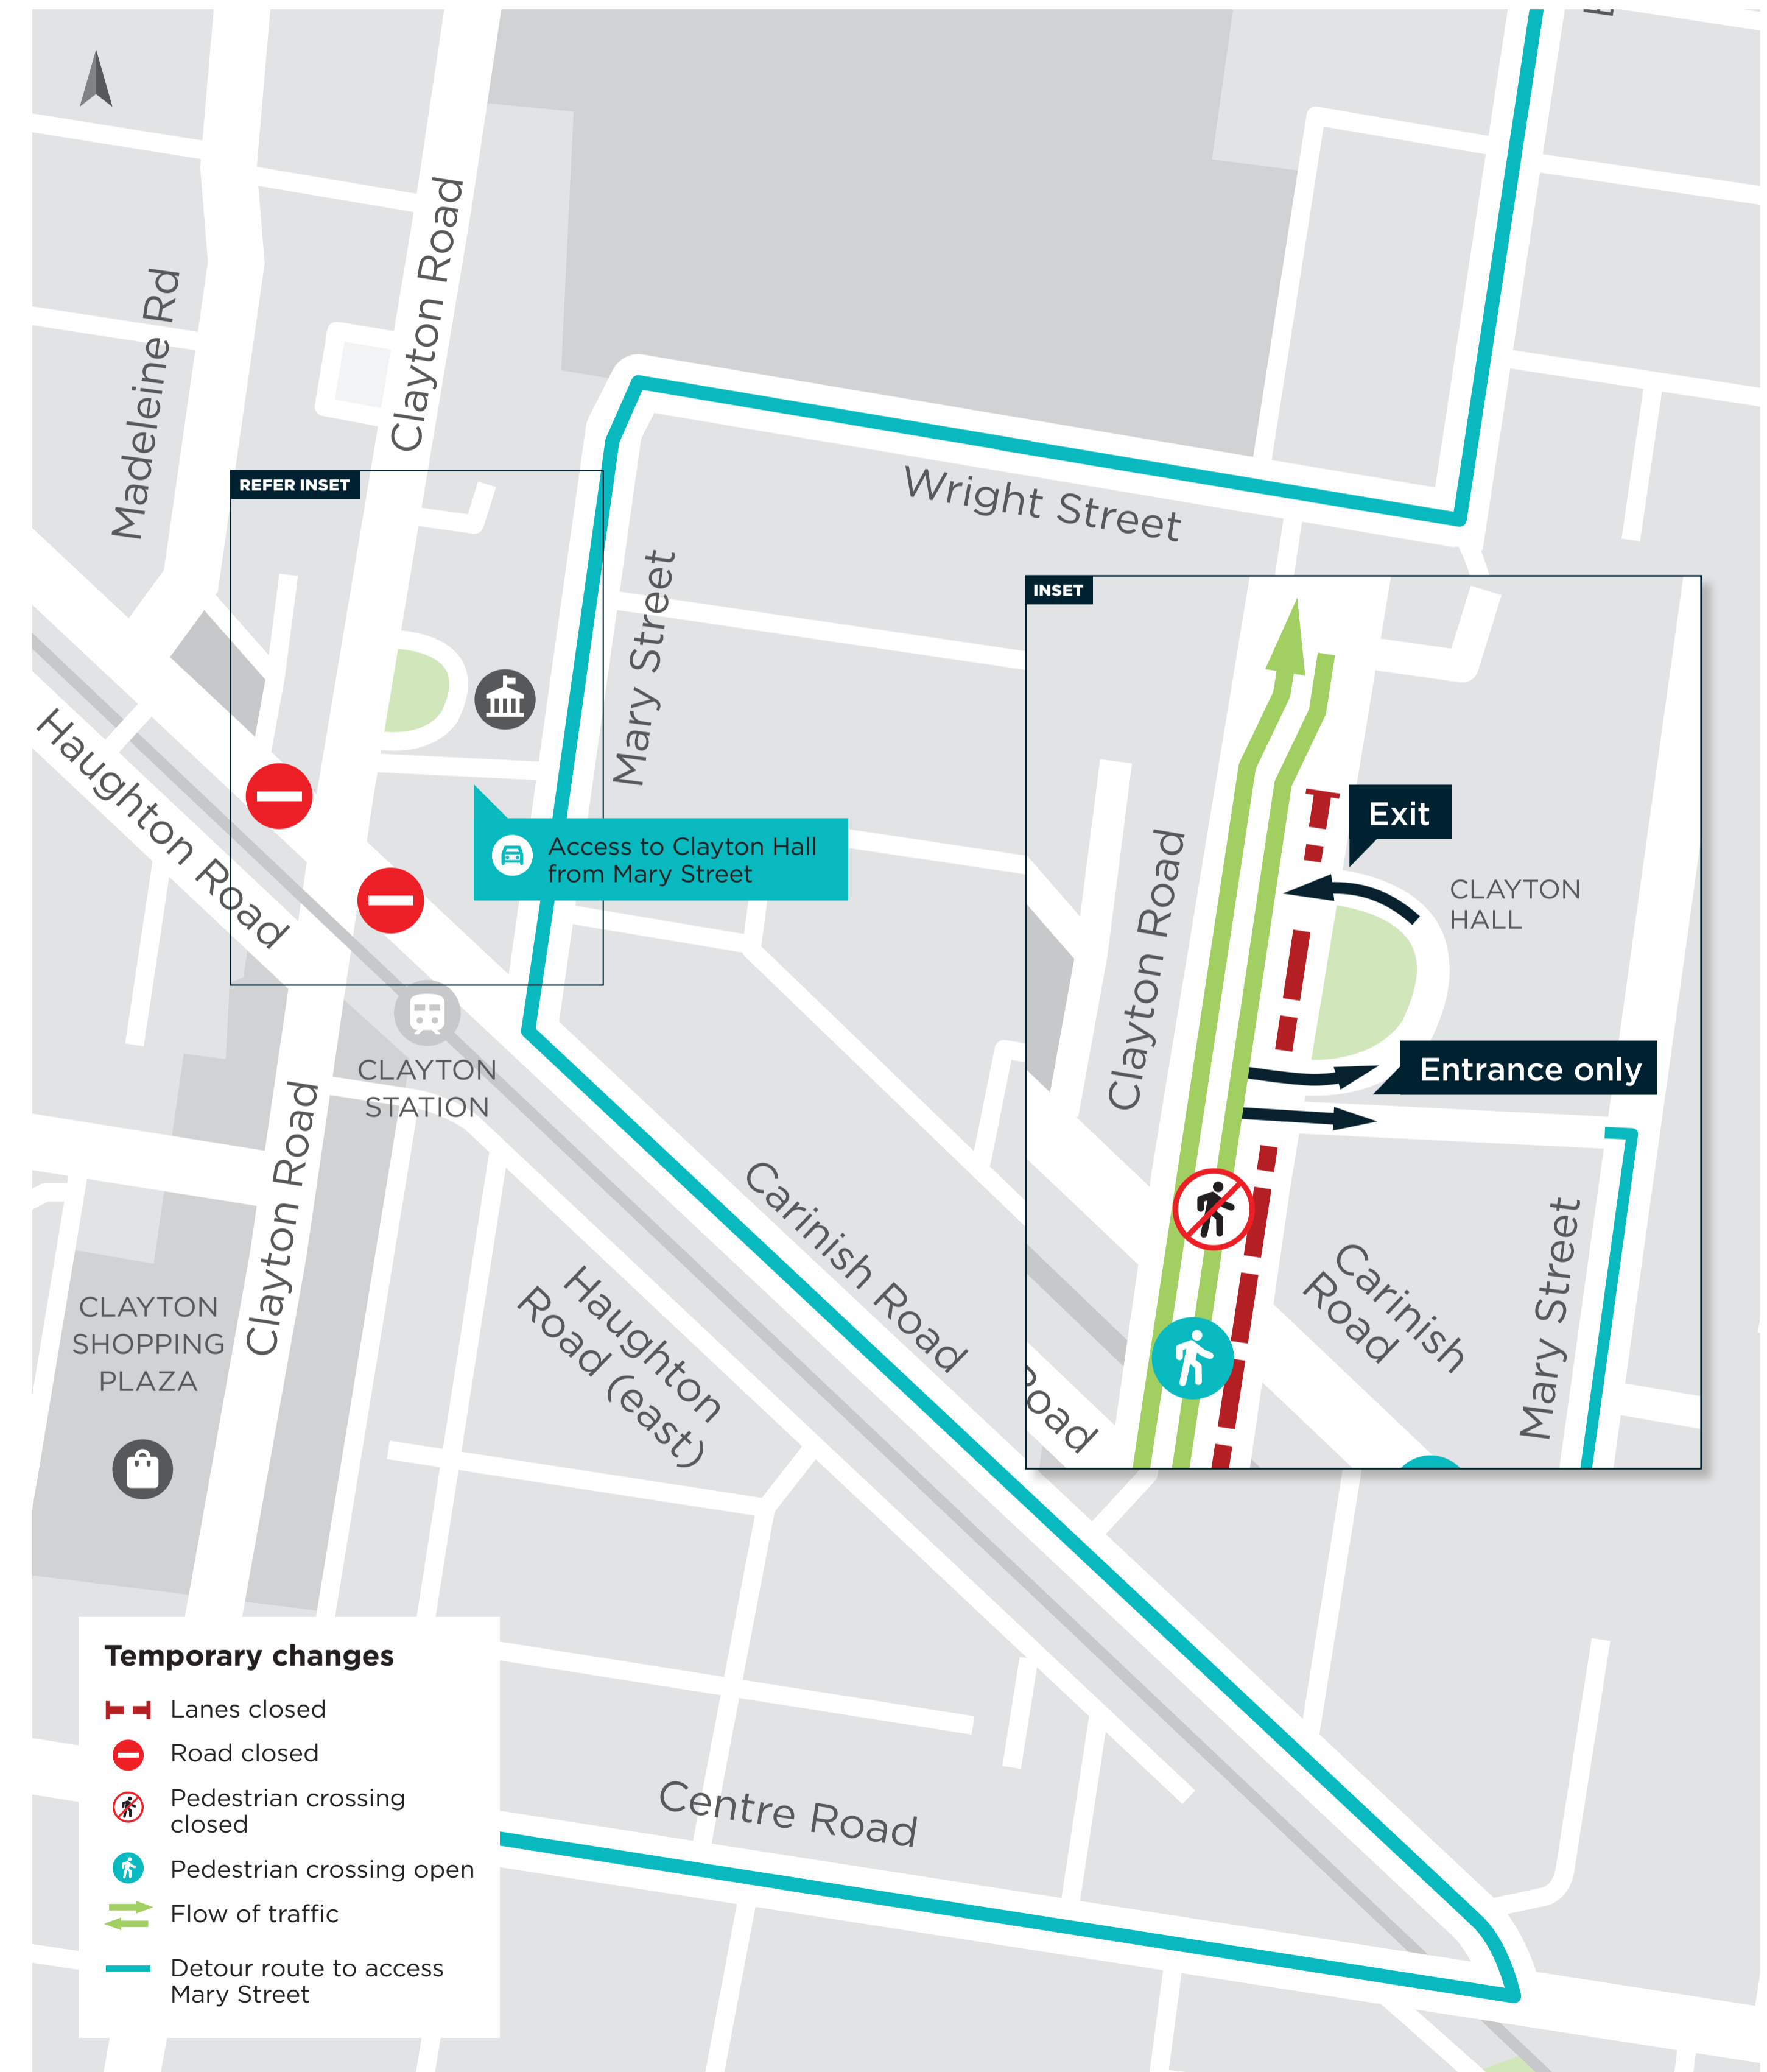 Madeleine Rd
Clayton Road
REFER INSET
Wright Street
Mary Street
Haughton Road
Access to Clayton Hall
from Mary Street
CLAYTON
STATION
Clayton Road
CLAYTON
SHOPPING
PLAZA
Carinish Road
Haughton
Road (east)
Centre Road
INSET
Exit
CLAYTON
HALL
Clayton Road
Entrance only
Carinish
Road
Mary Street
Road
Temporary changes
Lanes closed
Road closed
Pedestrian crossing
closed
Pedestrian crossing open
Flow of traffic
Detour route to access
Mary Street